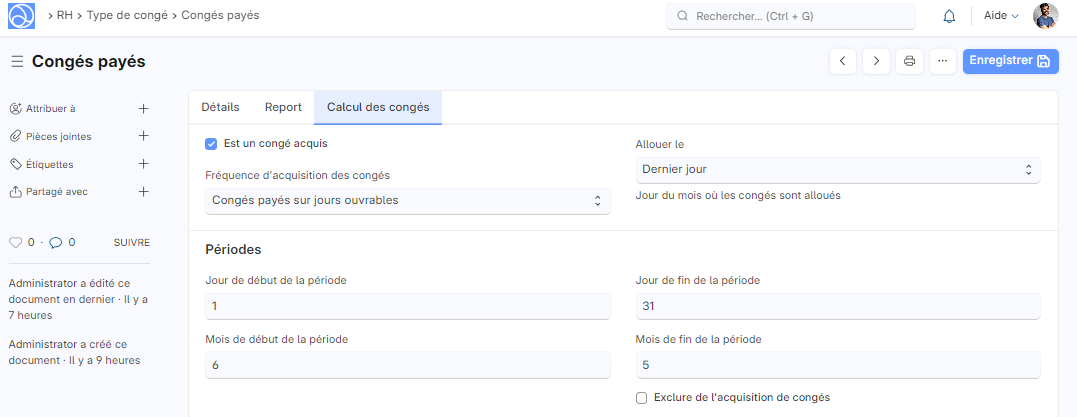 RH > Type de congé > Congés payés
Rechercher... (Ctrl + G)
Aide
Congés payés
Enregistrer
Attribuer à
Pièces jointes
Étiquettes
Partagé avec
0 · 0 SUIVRE
Administrator a édité ce
document en dernier · Il y a
7 heures
Administrator a créé ce
document · Il y a 9 heures
Détails Report Calcul des congés
Est un congé acquis
Fréquence d'acquisition des congés
Congés payés sur jours ouvrables
Allouer le
Dernier jour
Jour du mois où les congés sont alloués
Périodes
Jour de début de la période
1
Jour de fin de la période
31
Mois de début de la période
6
Mois de fin de la période
5
Exclure de l'acquisition de congés